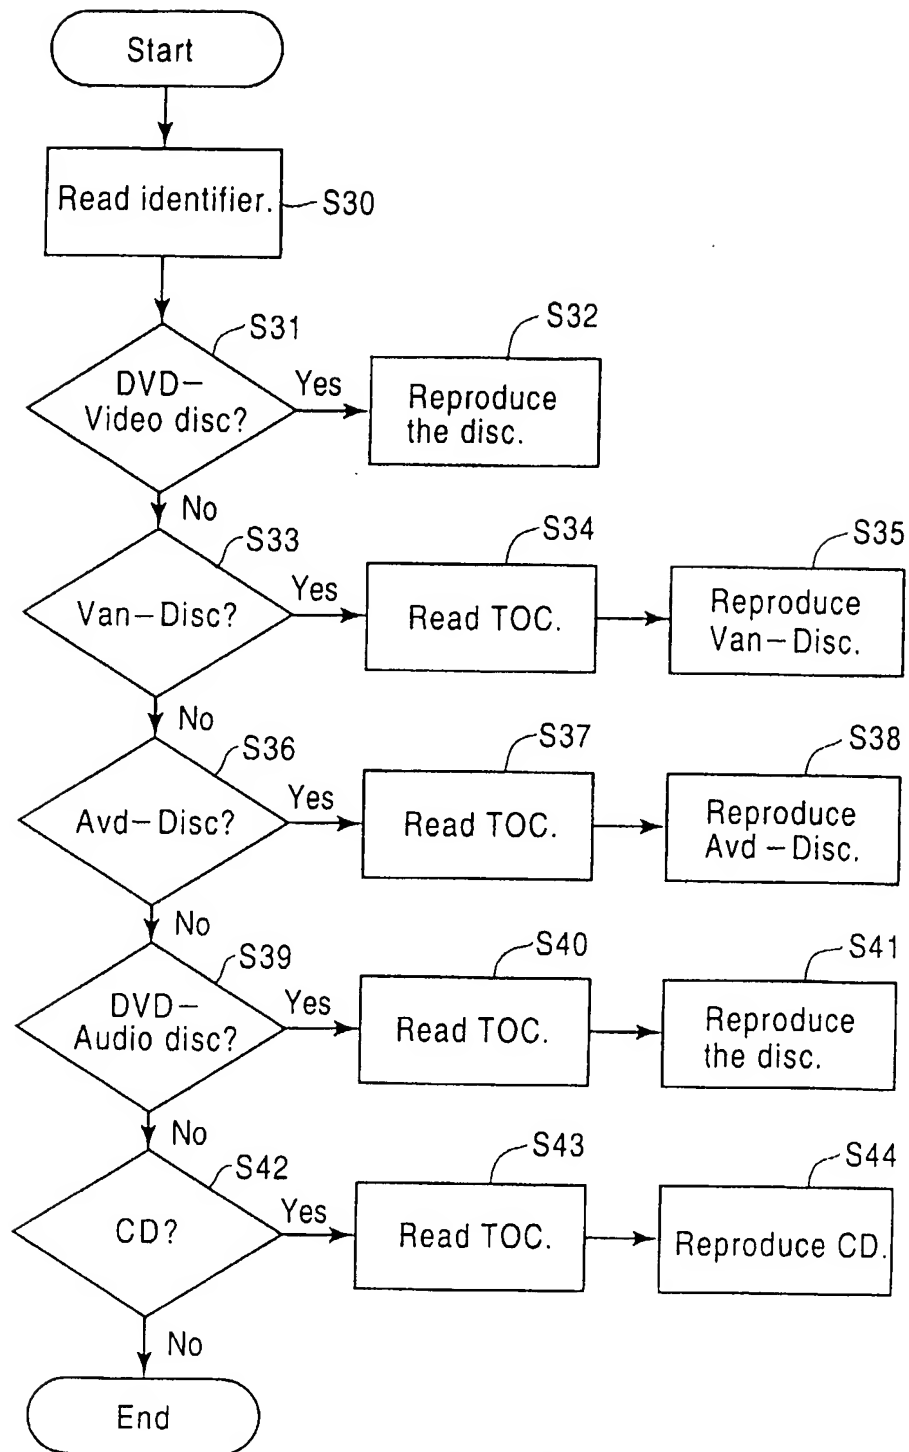 Start
Read identifier.
S30
S31
DVD–
Video disc?
Yes
S32
Reproduce
the disc.
No
S33
Van–Disc?
Yes
S34
Read TOC.
S35
Reproduce
Van–Disc.
No
S36
Avd–Disc?
Yes
S37
Read TOC.
S38
Reproduce
Avd–Disc.
No
S39
DVD–
Audio disc?
Yes
S40
Read TOC.
S41
Reproduce
the disc.
No
S42
CD?
Yes
S43
Read TOC.
S44
Reproduce CD.
No
End